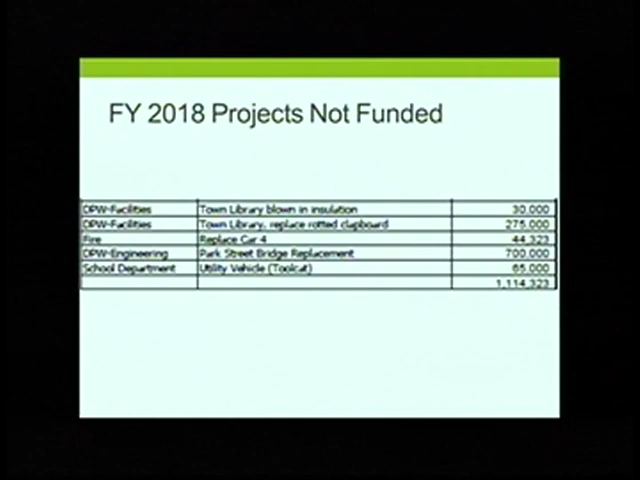 FY 2018 Projects Not Funded
DPW-Facilities Town Library blown in insulation 30,000
DPW-Facilities Town Library, replace rotted clapboard 275,000
Fire Replace Car 4 44,323
DPW-Engineering Park Street Bridge Replacement 700,000
School Department Utility Vehicle (Toolcat) 65,000
1,114,323